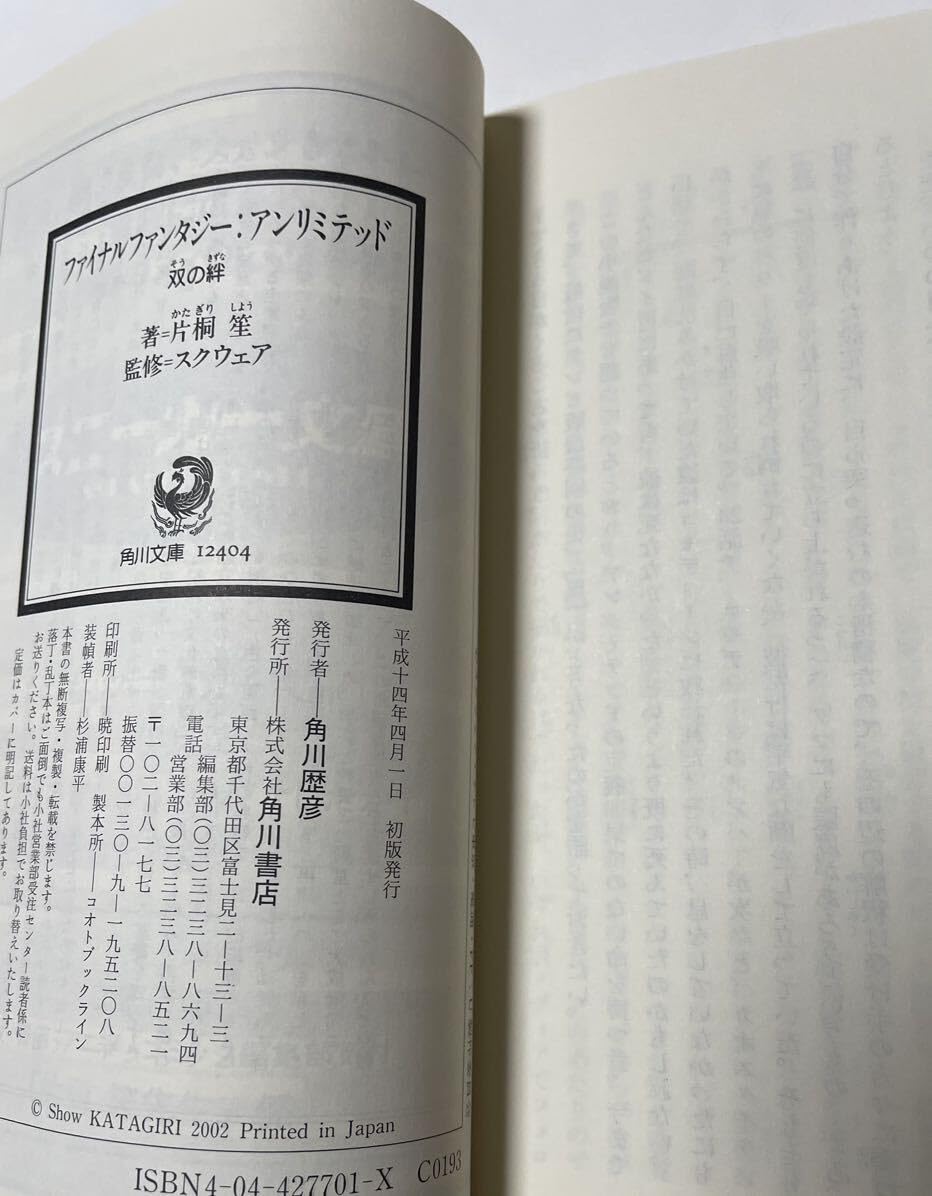 ファイナルファンタジー：アンリミテッド
そう きずな
双の絆
かたぎり しょう
著=片桐 笙
監修=スクウェア
角川文庫 12404
平成十四年四月一日 初版発行
発行者――角川歴彦
発行所――株式会社角川書店
東京都千代田区富士見二―十三―三
電話 編集部(〇三)三二三八―八六九四
営業部(〇三)三二三八―八五二一
〒一〇二―八一七七
振替〇〇一三〇―九―一九五二〇八
印刷所――暁印刷 製本所――コオトブックライン
装幀者――杉浦康平
本書の無断複写・複製・転載を禁じます。
落丁・乱丁本はご面倒でも小社営業部受注センター読者係に
お送りください。送料は小社負担でお取り替えいたします。
定価はカバーに明記してあります。
© Show KATAGIRI 2002 Printed in Japan
ISBN4-04-427701-X C0193